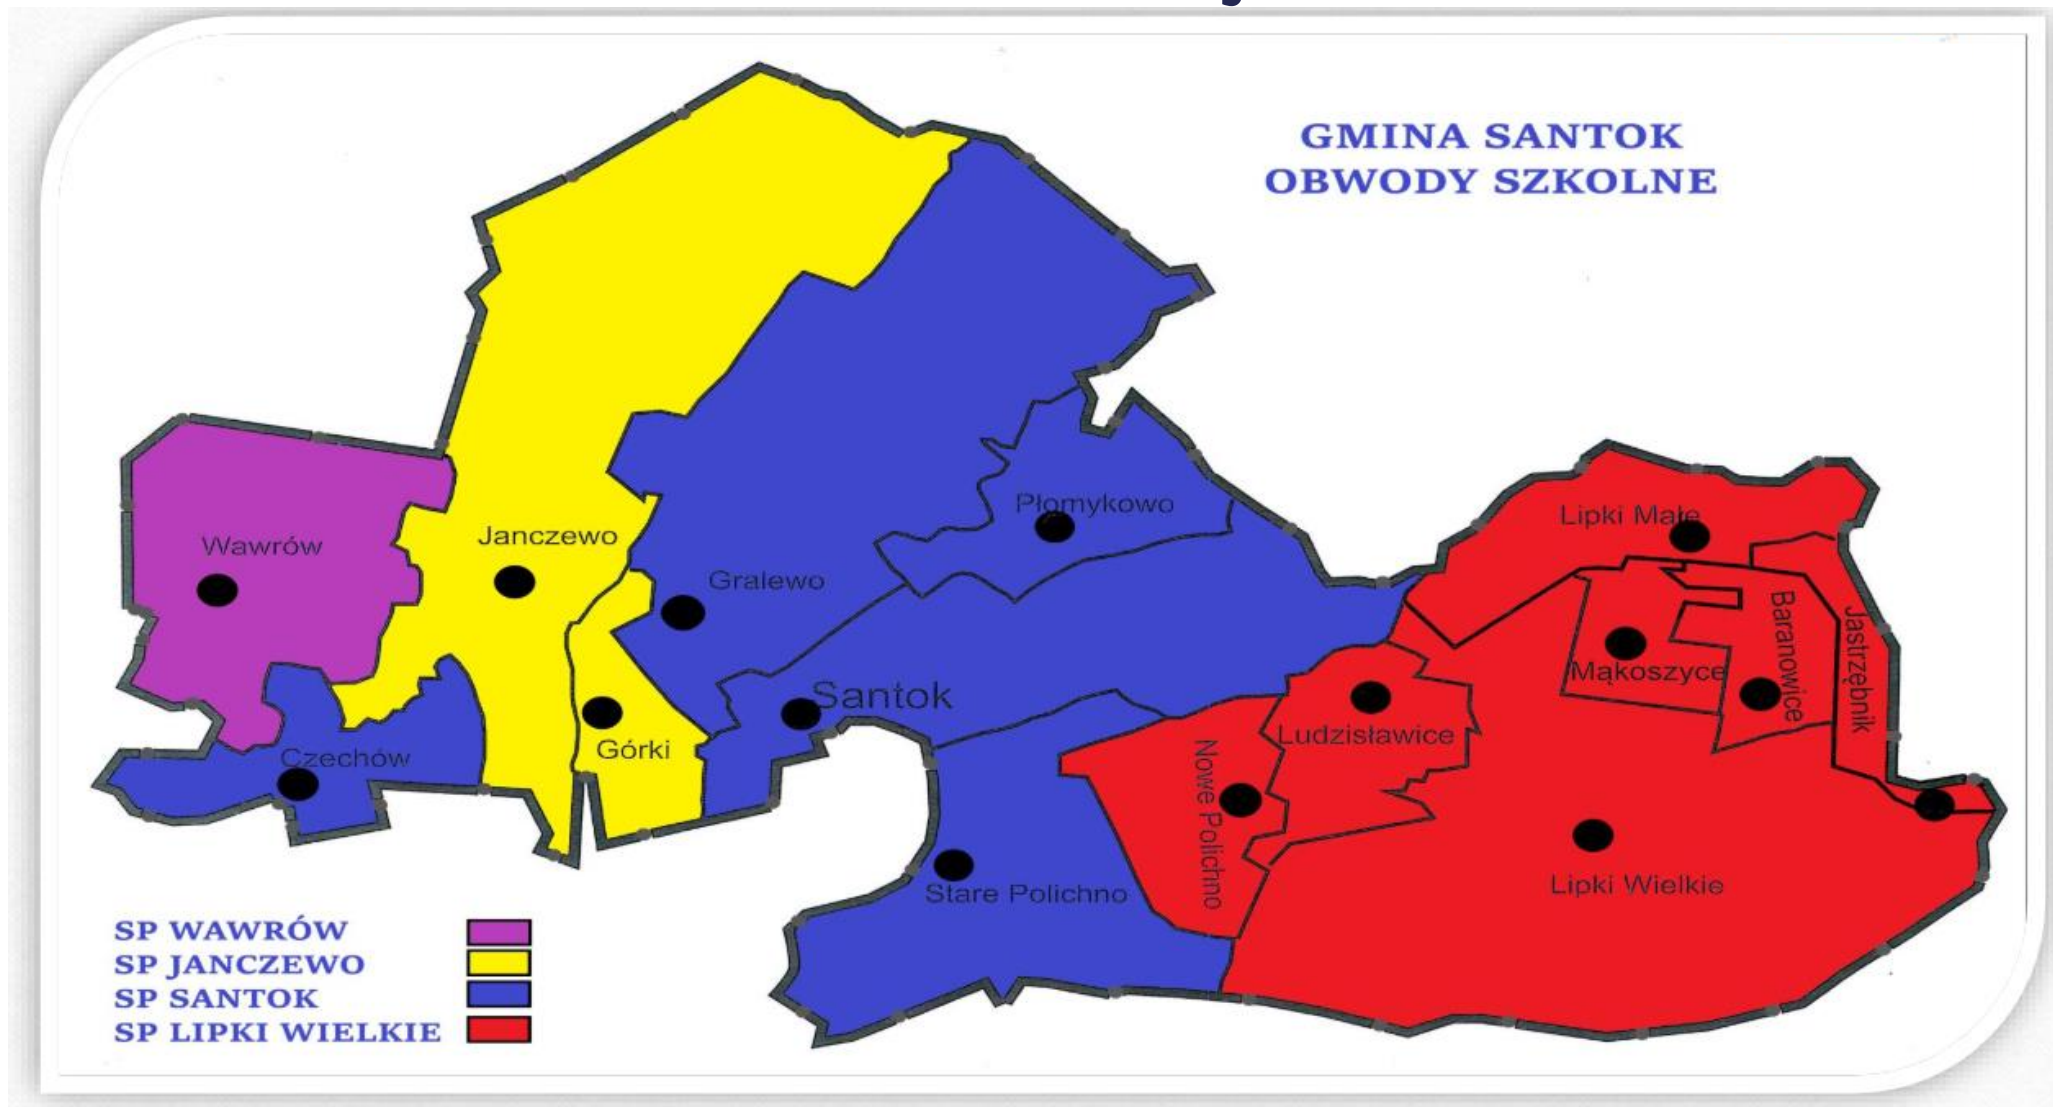 GMINA SANTOK
OBWODY SZKOLNE
Lipki Małe
Płomykowo
Wawrów
Janczewo
Gralewo
Baranowice
Jastrzębnik
Mąkoszyce
Santok
Górki
Ludzisławice
Czechów
Nowe Polichno
Stare Polichno
Lipki Wielkie
SP WAWRÓW
SP JANCZEWO
SP SANTOK
SP LIPKI WIELKIE